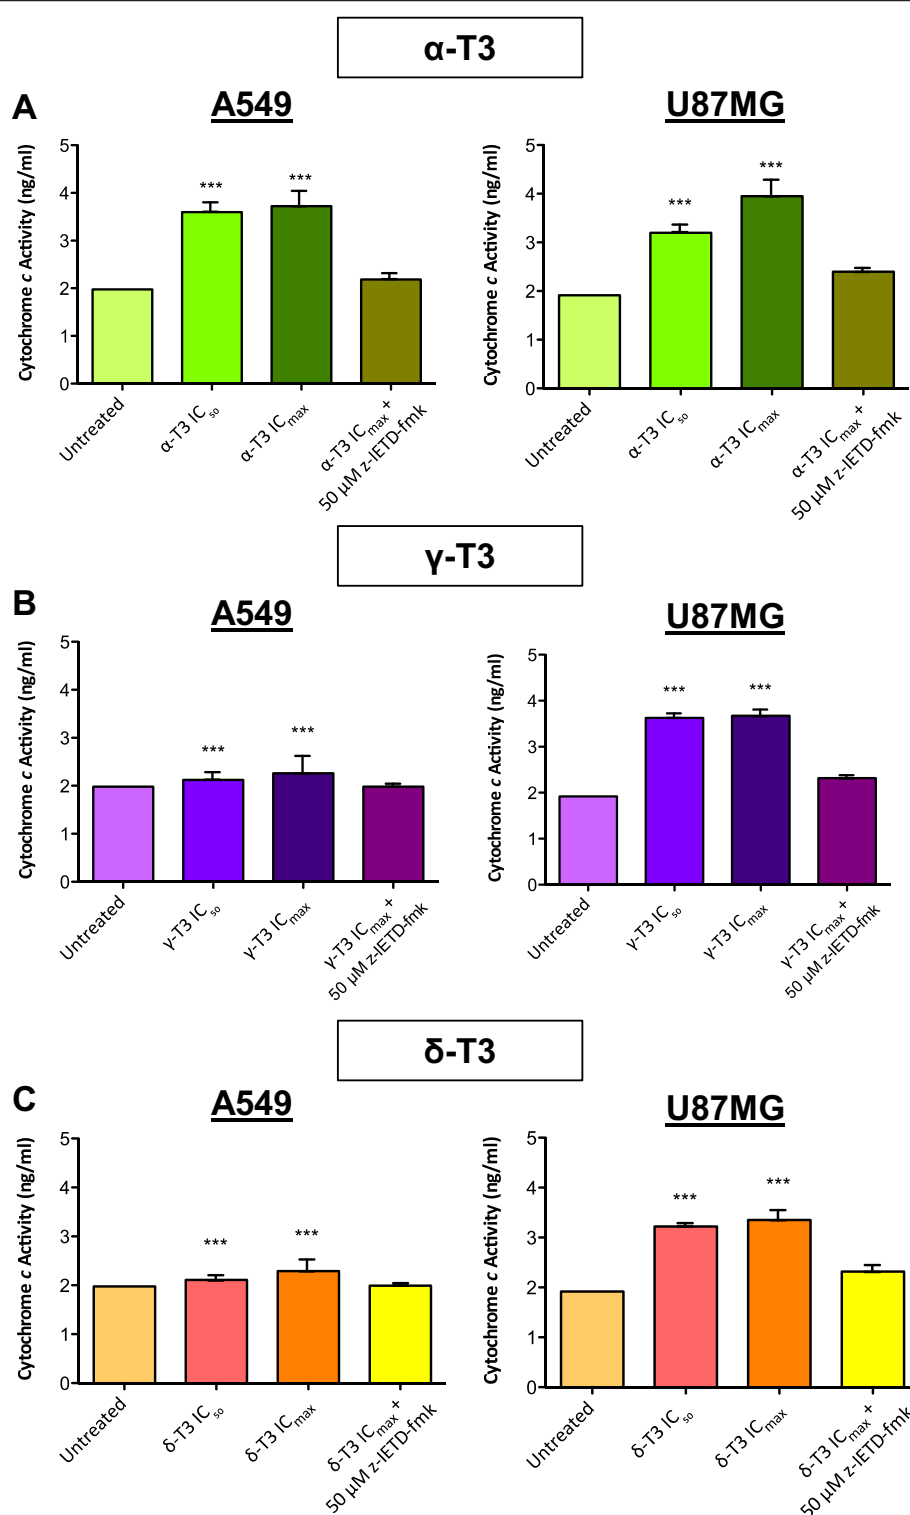 α-T3
A
A549
U87MG
Cytochrome c Activity (ng/ml)
5
4
3
2
1
0
***
***
Untreated
α-T3 IC50
α-T3 ICmax
α-T3 ICmax +
50 µM z-IETD-fmk
Cytochrome c Activity (ng/ml)
5
4
3
2
1
0
***
***
Untreated
α-T3 IC50
α-T3 ICmax
α-T3 ICmax +
50 µM z-IETD-fmk
γ-T3
B
A549
U87MG
Cytochrome c Activity (ng/ml)
5
4
3
2
1
0
***
***
Untreated
γ-T3 IC50
γ-T3 ICmax
γ-T3 ICmax +
50 µM z-IETD-fmk
Cytochrome c Activity (ng/ml)
5
4
3
2
1
0
***
***
Untreated
γ-T3 IC50
γ-T3 ICmax
γ-T3 ICmax +
50 µM z-IETD-fmk
δ-T3
C
A549
U87MG
Cytochrome c Activity (ng/ml)
5
4
3
2
1
0
***
***
Untreated
δ-T3 IC50
δ-T3 ICmax
δ-T3 ICmax +
50 µM z-IETD-fmk
Cytochrome c Activity (ng/ml)
5
4
3
2
1
0
***
***
Untreated
δ-T3 IC50
δ-T3 ICmax
δ-T3 ICmax +
50 µM z-IETD-fmk